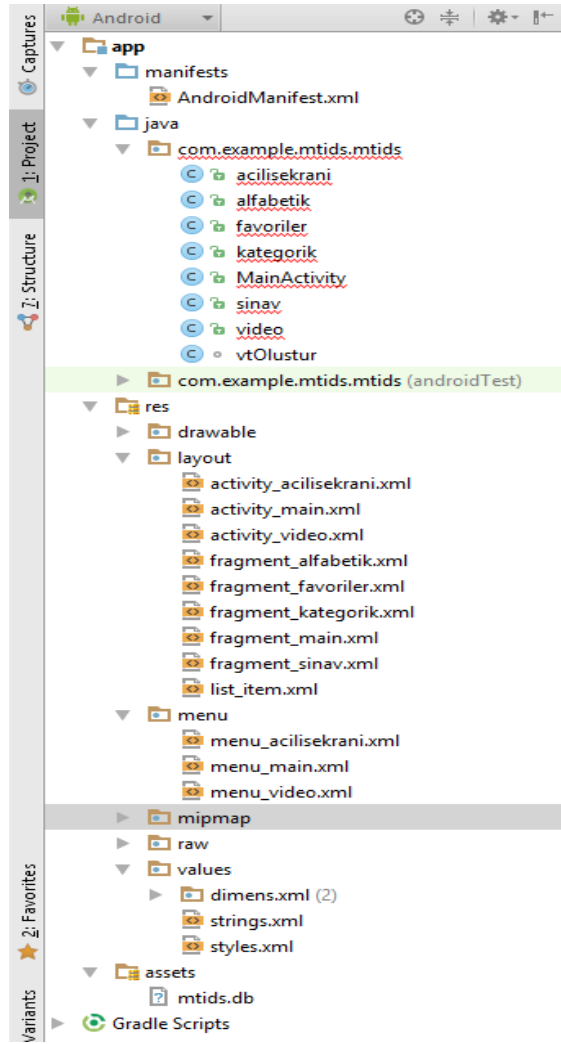 Captures
1: Project
7: Structure
2: Favorites
Variants
Android
app
manifests
AndroidManifest.xml
java
com.example.mtids.mtids
acilisekrani
alfabetik
favoriler
kategorik
MainActivity
sinav
video
vtOlustur
com.example.mtids.mtids (androidTest)
res
drawable
layout
activity_acilisekrani.xml
activity_main.xml
activity_video.xml
fragment_alfabetik.xml
fragment_favoriler.xml
fragment_kategorik.xml
fragment_main.xml
fragment_sinav.xml
list_item.xml
menu
menu_acilisekrani.xml
menu_main.xml
menu_video.xml
mipmap
raw
values
dimens.xml (2)
strings.xml
styles.xml
assets
mtids.db
Gradle Scripts